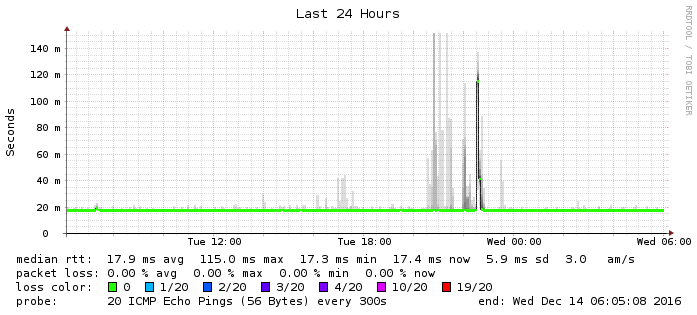 Last 24 Hours
RRDTOOL / TOBI OETIKER
Seconds
140 m
120 m
100 m
80 m
60 m
40 m
20 m
0
Tue 12:00 Tue 18:00 Wed 00:00 Wed 06:00
median rtt: 17.9 ms avg 115.0 ms max 17.3 ms min 17.4 ms now 5.9 ms sd 3.0 am/s
packet loss: 0.00 % avg 0.00 % max 0.00 % min 0.00 % now
loss color: 0 1/20 2/20 3/20 4/20 10/20 19/20
probe: 20 ICMP Echo Pings (56 Bytes) every 300s end: Wed Dec 14 06:05:08 2016